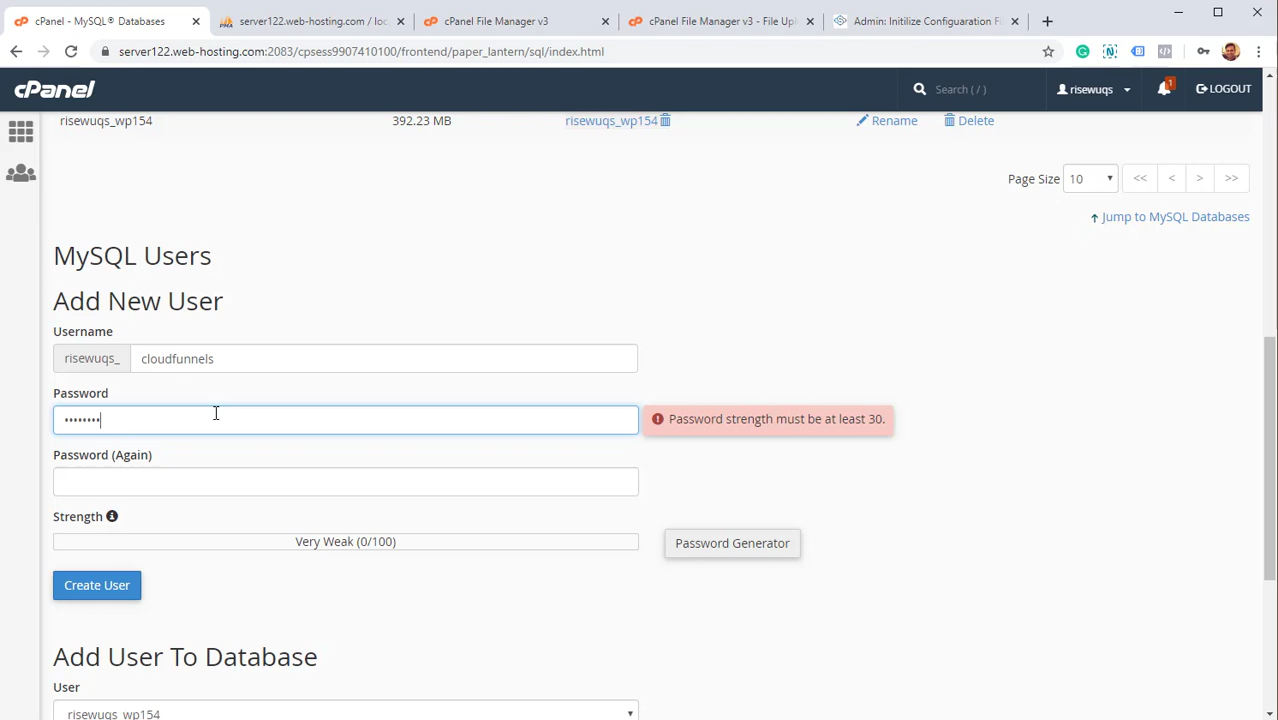 cPanel - MySQL® Databases
server122.web-hosting.com / loc
cPanel File Manager v3
cPanel File Manager v3 - File Upl
Admin: Initilize Configuaration Fi
server122.web-hosting.com:2083/cpsess9907410100/frontend/paper_lantern/sql/index.html
cPanel
Search ( / )
risewuqs
1
LOGOUT
risewuqs_wp154 392.23 MB risewuqs_wp154 Rename Delete
Page Size 10 << < > >>
Jump to MySQL Databases
MySQL Users
Add New User
Username
risewuqs_ cloudfunnels
Password
•••••••• Password strength must be at least 30.
Password (Again)
Strength
Very Weak (0/100) Password Generator
Create User
Add User To Database
User
risewuqs_wp154